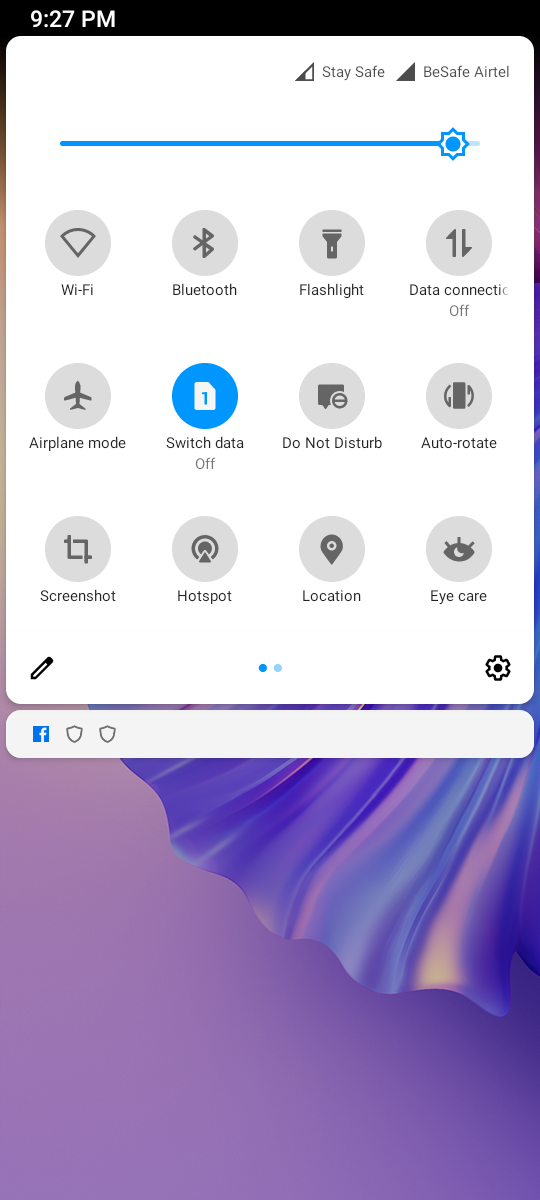 9:27 PM
Stay Safe BeSafe Airtel
Wi-Fi Bluetooth Flashlight Data connectic
Off
1
Airplane mode Switch data Do Not Disturb Auto-rotate
Off
Screenshot Hotspot Location Eye care